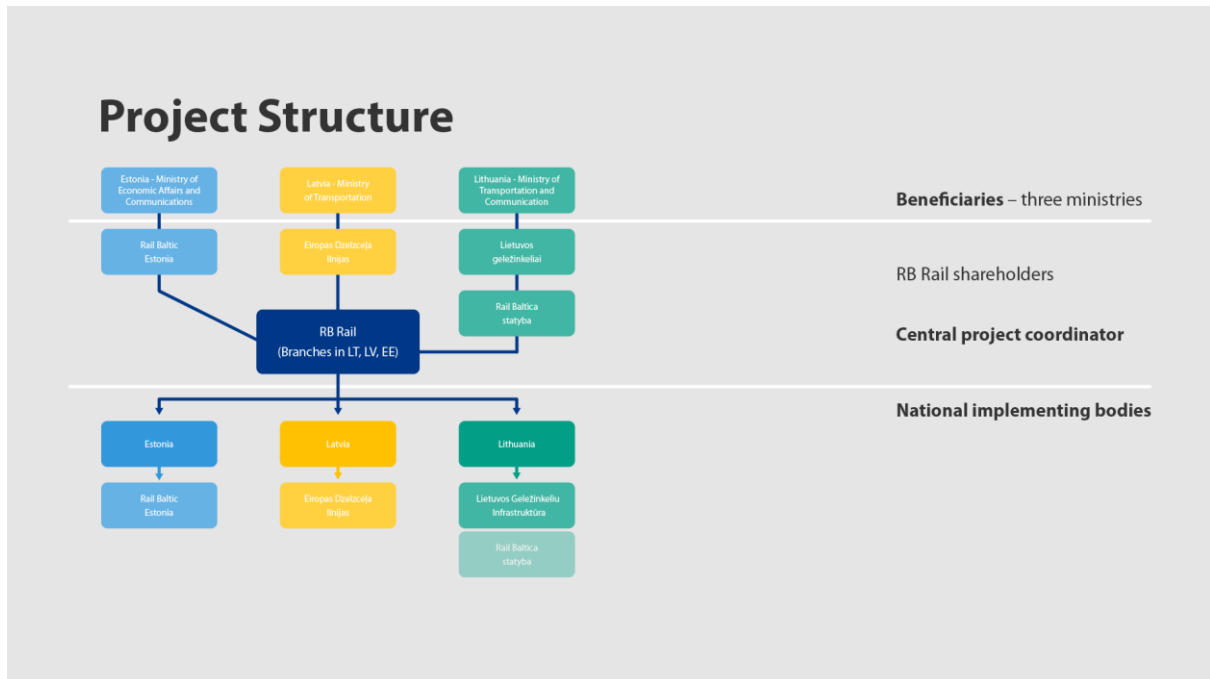 Project Structure
Estonia - Ministry of
Economic Affairs and
Communications
Latvia - Ministry
of Transportation
Lithuania - Ministry of
Transportation and
Communication
Beneficiaries – three ministries
Rail Baltic
Estonia
Eiropas Dzelzceļa
līnijas
Lietuvos
geležinkeliai
RB Rail shareholders
Rail Baltica
statyba
RB Rail
(Branches in LT, LV, EE)
Central project coordinator
National implementing bodies
Estonia
Latvia
Lithuania
Rail Baltic
Estonia
Eiropas Dzelzceļa
līnijas
Lietuvos Geležinkeliu
Infrastruktūra
Rail Baltica
statyba